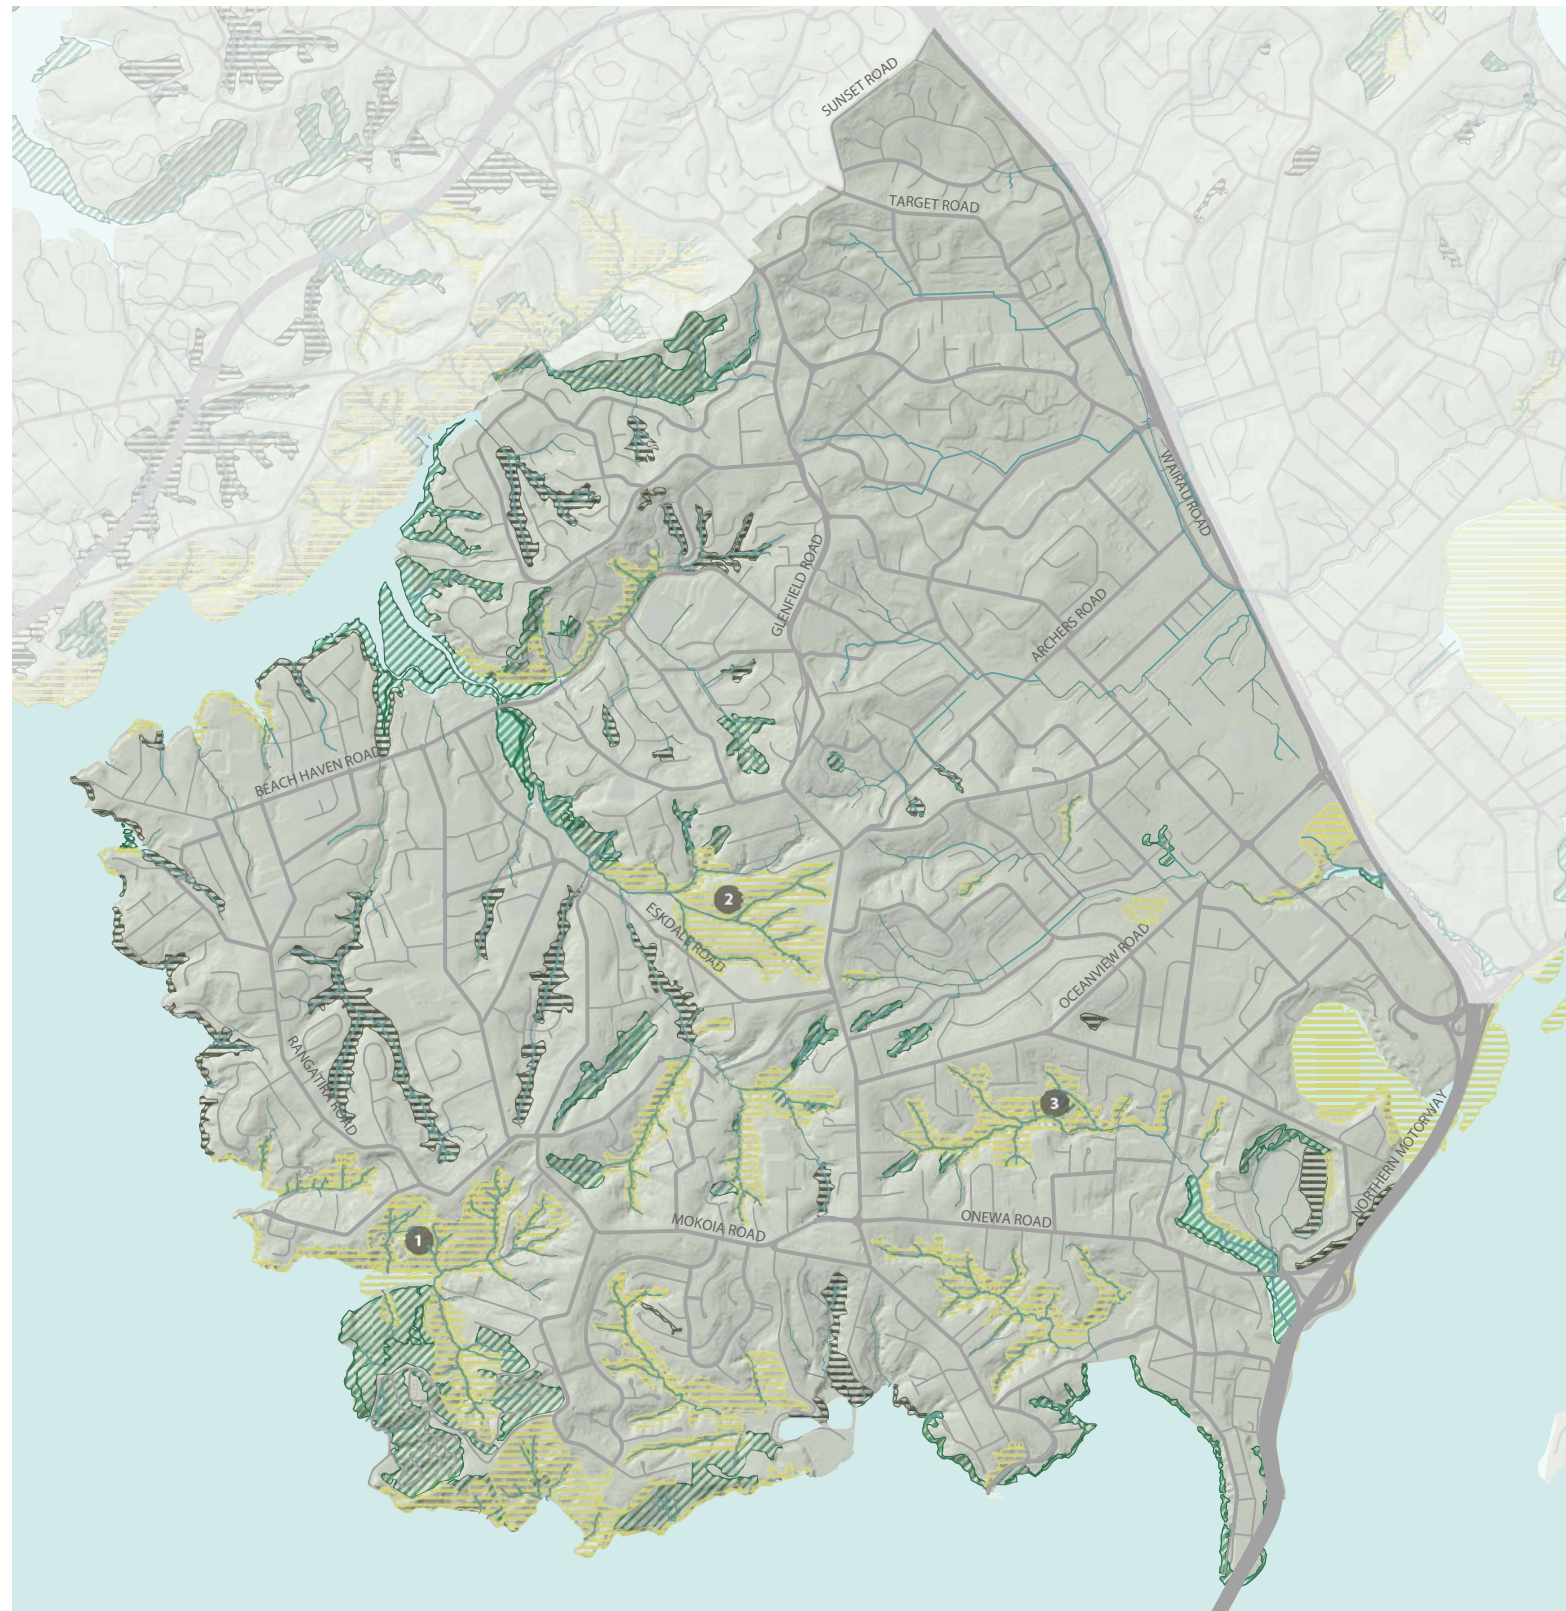 SUNSET ROAD
TARGET ROAD
WAIRAU ROAD
GLENFIELD ROAD
ARCHERS ROAD
BEACH HAVEN ROAD
2
ESKDALE ROAD
OCEANVIEW ROAD
RANGATIRA ROAD
3
NORTHERN MOTORWAY
MOKOIA ROAD
ONEWA ROAD
1